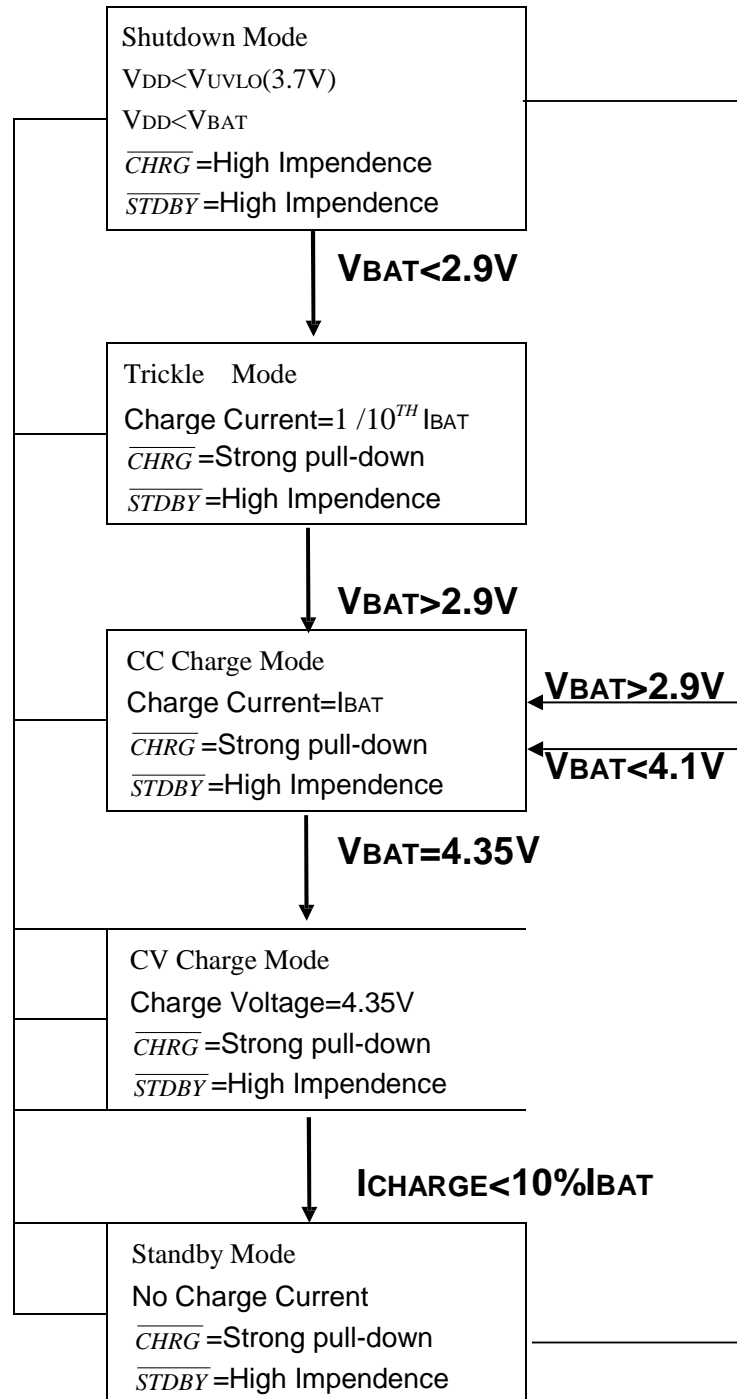 Shutdown Mode
VDD<VUVLO(3.7V)
VDD<VBAT
CHRG=High Impendence
STDBY=High Impendence
VBAT<2.9V
Trickle Mode
Charge Current=1 /10TH IBAT
CHRG=Strong pull-down
STDBY=High Impendence
VBAT>2.9V
CC Charge Mode
Charge Current=IBAT
CHRG=Strong pull-down
STDBY=High Impendence
VBAT>2.9V
VBAT<4.1V
VBAT=4.35V
CV Charge Mode
Charge Voltage=4.35V
CHRG=Strong pull-down
STDBY=High Impendence
ICHARGE<10%IBAT
Standby Mode
No Charge Current
CHRG=Strong pull-down
STDBY=High Impendence